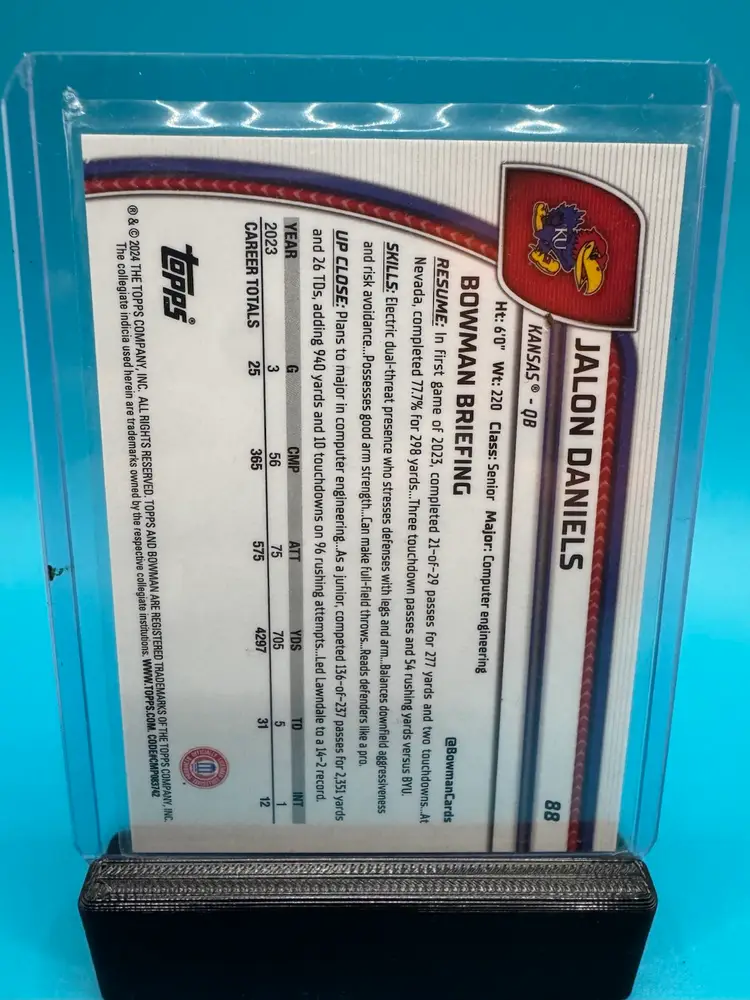 KU
JALON DANIELS
88
KANSAS® - QB
Ht: 6'0" Wt: 220 Class: Senior Major: Computer engineering
BOWMAN BRIEFING
@BowmanCards
RESUME: In first game of 2023, completed 21-of-29 passes for 277 yards and two touchdowns...At
Nevada, completed 77.7% for 298 yards...Three touchdown passes and 54 rushing yards versus BYU.
SKILLS: Electric dual-threat presence who stresses defenses with legs and arm...Balances downfield aggressiveness
and risk avoidance...Possesses good arm strength...Can make full-field throws...Reads defenders like a pro.
UP CLOSE: Plans to major in computer engineering...As a junior, competed 136-of-237 passes for 2,351 yards
and 26 TDs, adding 940 yards and 10 touchdowns on 96 rushing attempts...Led Lawndale to a 14-2 record.
YEAR G CMP ATT YDS TD INT
2023 3 56 75 705 5 1
CAREER TOTALS 25 365 575 4297 31 12
topps®
® & © 2024 THE TOPPS COMPANY, INC. ALL RIGHTS RESERVED. TOPPS AND BOWMAN ARE REGISTERED TRADEMARKS OF THE TOPPS COMPANY, INC.
The collegiate indicia used herein are trademarks owned by the respective collegiate institutions. WWW.TOPPS.COM. CODE#CMP083742